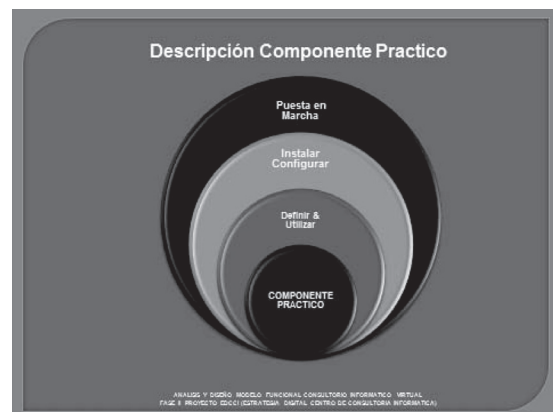 Descripción Componente Practico
Puesta en
Marcha
Instalar
Configurar
Definir &
Utilizar
COMPONENTE
PRACTICO
ANALISIS Y DISEÑO MODELO FUNCIONAL CONSULTORIO INFORMATICO VIRTUAL
FASE II PROYECTO EDCCI (ESTRATEGIA DIGITAL CENTRO DE CONSULTORIA INFORMATICA)